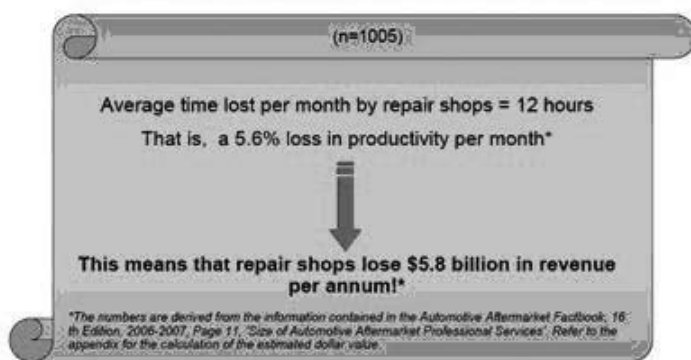 (n=1005)
Average time lost per month by repair shops = 12 hours
That is, a 5.6% loss in productivity per month*
This means that repair shops lose $5.8 billion in revenue
per annum!*
*The numbers are derived from the information contained in the Automotive Aftermarket Factbook, 16
th Edition, 2006-2007, Page 11, 'Size of Automotive Aftermarket Professional Services'. Refer to the
appendix for the calculation of the estimated dollar value.